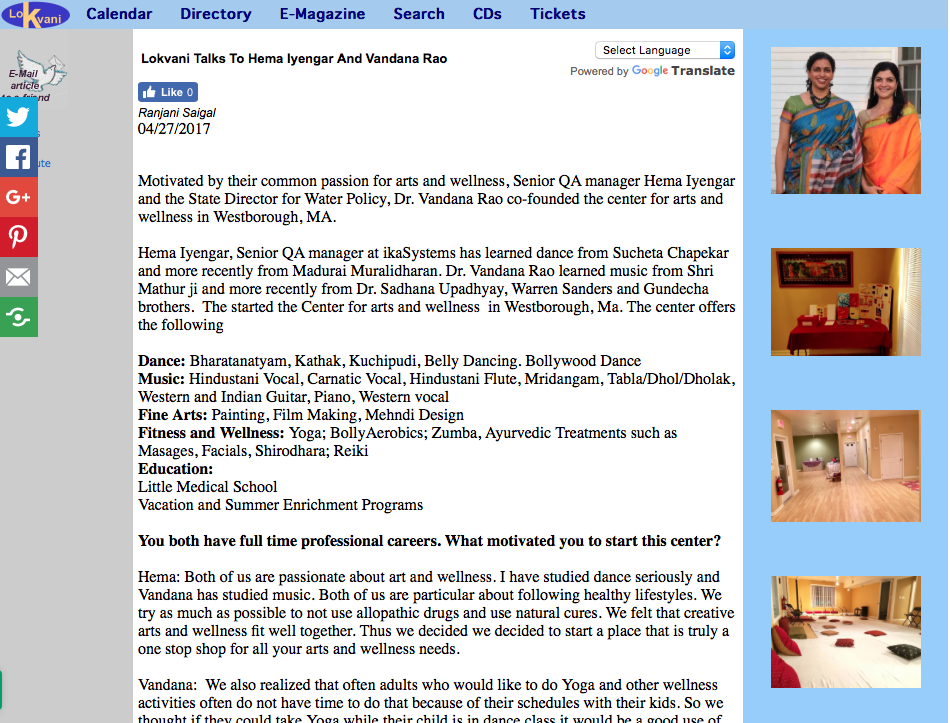 LoKvani
Calendar Directory E-Magazine Search CDs Tickets
E-Mail
article
to a friend
Lokvani Talks To Hema Iyengar And Vandana Rao
Select Language
Powered by Google Translate
Like 0
Ranjani Saigal
04/27/2017
Motivated by their common passion for arts and wellness, Senior QA manager Hema Iyengar
and the State Director for Water Policy, Dr. Vandana Rao co-founded the center for arts and
wellness in Westborough, MA.
Hema Iyengar, Senior QA manager at ikaSystems has learned dance from Sucheta Chapekar
and more recently from Madurai Muralidharan. Dr. Vandana Rao learned music from Shri
Mathur ji and more recently from Dr. Sadhana Upadhyay, Warren Sanders and Gundecha
brothers. The started the Center for arts and wellness in Westborough, Ma. The center offers
the following
Dance: Bharatanatyam, Kathak, Kuchipudi, Belly Dancing. Bollywood Dance
Music: Hindustani Vocal, Carnatic Vocal, Hindustani Flute, Mridangam, Tabla/Dhol/Dholak,
Western and Indian Guitar, Piano, Western vocal
Fine Arts: Painting, Film Making, Mehndi Design
Fitness and Wellness: Yoga; BollyAerobics; Zumba, Ayurvedic Treatments such as
Masages, Facials, Shirodhara; Reiki
Education:
Little Medical School
Vacation and Summer Enrichment Programs
You both have full time professional careers. What motivated you to start this center?
Hema: Both of us are passionate about art and wellness. I have studied dance seriously and
Vandana has studied music. Both of us are particular about following healthy lifestyles. We
try as much as possible to not use allopathic drugs and use natural cures. We felt that creative
arts and wellness fit well together. Thus we decided we decided to start a place that is truly a
one stop shop for all your arts and wellness needs.
Vandana: We also realized that often adults who would like to do Yoga and other wellness
activities often do not have time to do that because of their schedules with their kids. So we
thought if they could take Yoga while their child is in dance class it would be a good use of